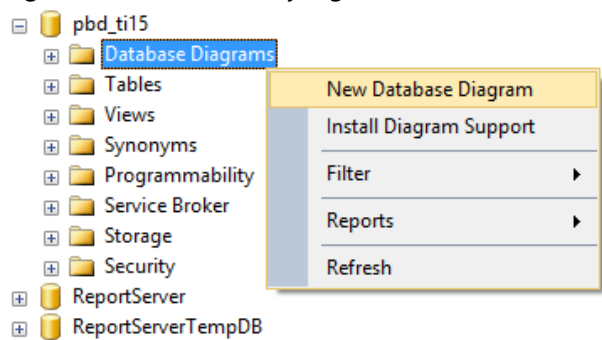 pbd_ti15
Database Diagrams
Tables
Views
Synonyms
Programmability
Service Broker
Storage
Security
ReportServer
ReportServerTempDB
New Database Diagram
Install Diagram Support
Filter
Reports
Refresh